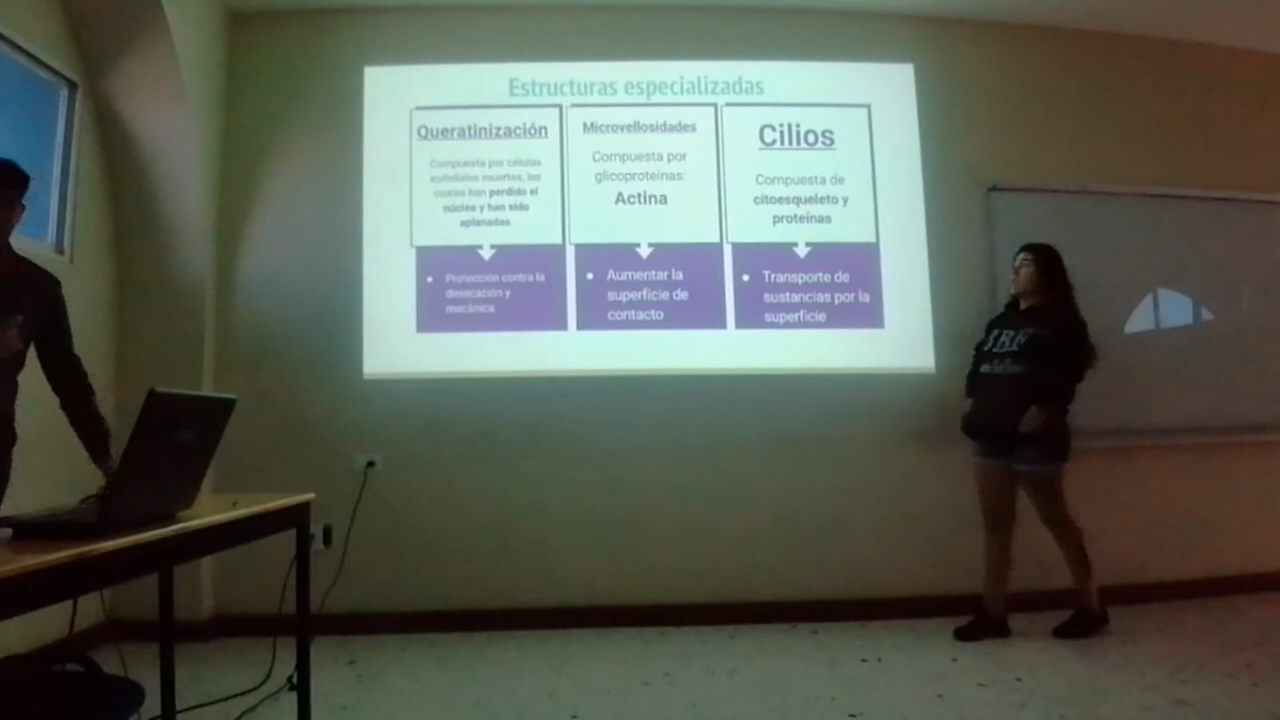 Estructuras especializadas
Queratinización
Compuesta por células
epiteliales muertas, las
cuales han perdido el
núcleo y han sido
aplanadas
Protección contra la
desecación y
mecánica
Microvellosidades
Compuesta por
glicoproteínas:
Actina
Aumentar la
superficie de
contacto
Cilios
Compuesta de
citoesqueleto y
proteínas
Transporte de
sustancias por la
superficie